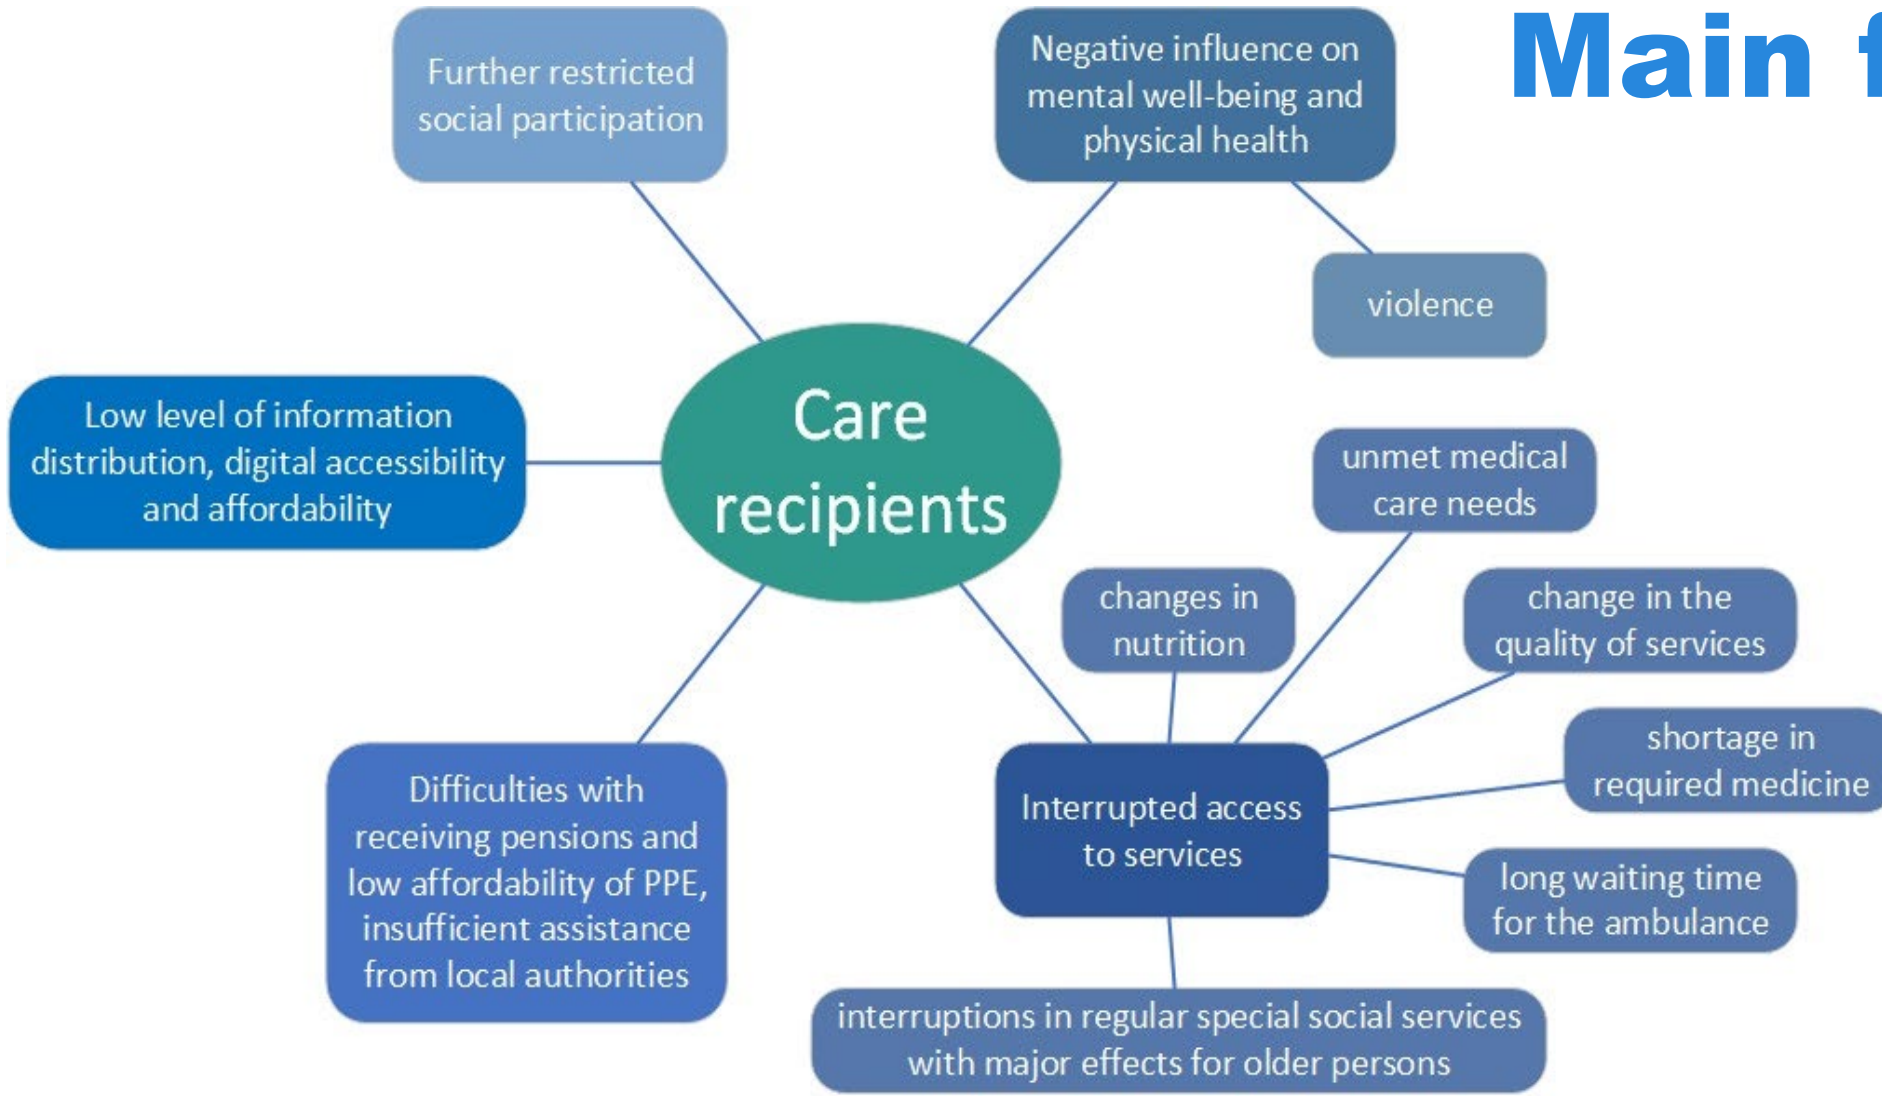 Main f
Further restricted
social participation
Negative influence on
mental well-being and
physical health
violence
Care
recipients
Low level of information
distribution, digital accessibility
and affordability
unmet medical
care needs
changes in
nutrition
change in the
quality of services
shortage in
required medicine
Difficulties with
receiving pensions and
low affordability of PPE,
insufficient assistance
from local authorities
Interrupted access
to services
long waiting time
for the ambulance
interruptions in regular special social services
with major effects for older persons